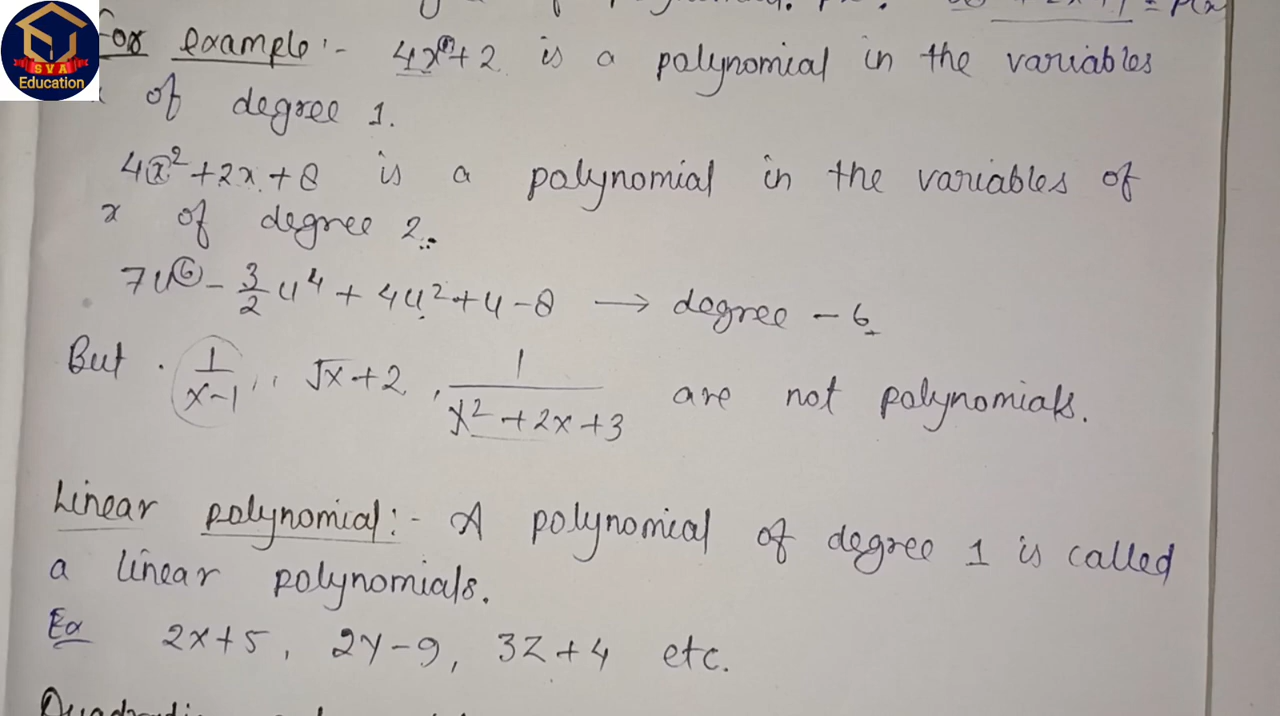 SVA
Education
For example :- 4x⁽¹⁾ + 2 is a polynomial in the variables
x of degree 1.
4x² + 2x + 8 is a polynomial in the variables of
x of degree 2.
7u⁶ - 3/2 u⁴ + 4u² + u - 8 → degree - 6
But 1/(x-1), √x + 2, 1/(x² + 2x + 3) are not polynomials.
Linear polynomial :- A polynomial of degree 1 is called
a linear polynomials.
Ex 2x + 5, 2y - 9, 3z + 4 etc.